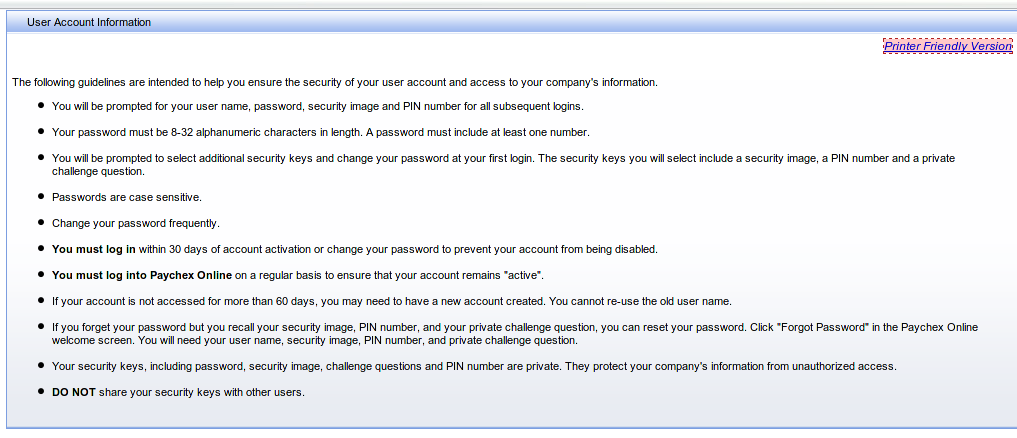 User Account Information
Printer Friendly Version
The following guidelines are intended to help you ensure the security of your user account and access to your company's information.
You will be prompted for your user name, password, security image and PIN number for all subsequent logins.
Your password must be 8-32 alphanumeric characters in length. A password must include at least one number.
You will be prompted to select additional security keys and change your password at your first login. The security keys you will select include a security image, a PIN number and a private
challenge question.
Passwords are case sensitive.
Change your password frequently.
You must log in within 30 days of account activation or change your password to prevent your account from being disabled.
You must log into Paychex Online on a regular basis to ensure that your account remains "active".
If your account is not accessed for more than 60 days, you may need to have a new account created. You cannot re-use the old user name.
If you forget your password but you recall your security image, PIN number, and your private challenge question, you can reset your password. Click "Forgot Password" in the Paychex Online
welcome screen. You will need your user name, security image, PIN number, and private challenge question.
Your security keys, including password, security image, challenge questions and PIN number are private. They protect your company's information from unauthorized access.
DO NOT share your security keys with other users.